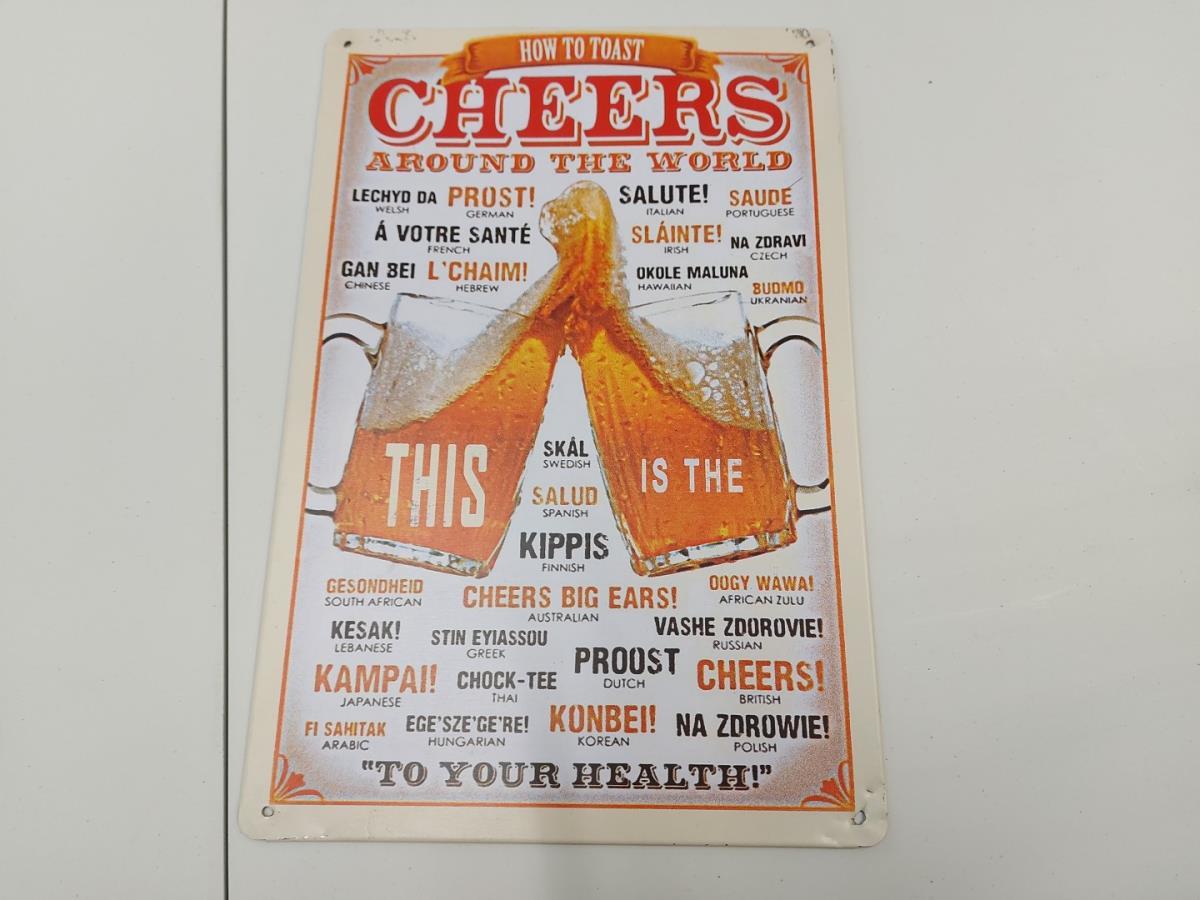 HOW TO TOAST
CHEERS
AROUND THE WORLD
LECHYD DA PROST! SALUTE! SAUDE
WELSH GERMAN ITALIAN PORTUGUESE
Á VOTRE SANTÉ SLÁINTE! NA ZDRAVI
FRENCH IRISH CZECH
GAN BEI L'CHAIM! OKOLE MALUNA BUDMO
CHINESE HEBREW HAWAIIAN UKRANIAN
THIS IS THE
SKÅL
SWEDISH
SALUD
SPANISH
KIPPIS
FINNISH
GESONDHEID CHEERS BIG EARS! OOGY WAWA!
SOUTH AFRICAN AUSTRALIAN AFRICAN ZULU
KESAK! STIN EYIASSOU VASHE ZDOROVIE!
LEBANESE GREEK RUSSIAN
KAMPAI! CHOCK-TEE PROOST CHEERS!
JAPANESE THAI DUTCH BRITISH
FI SAHITAK EGE'SZE'GE'RE! KONBEI! NA ZDROWIE!
ARABIC HUNGARIAN KOREAN POLISH
"TO YOUR HEALTH!"